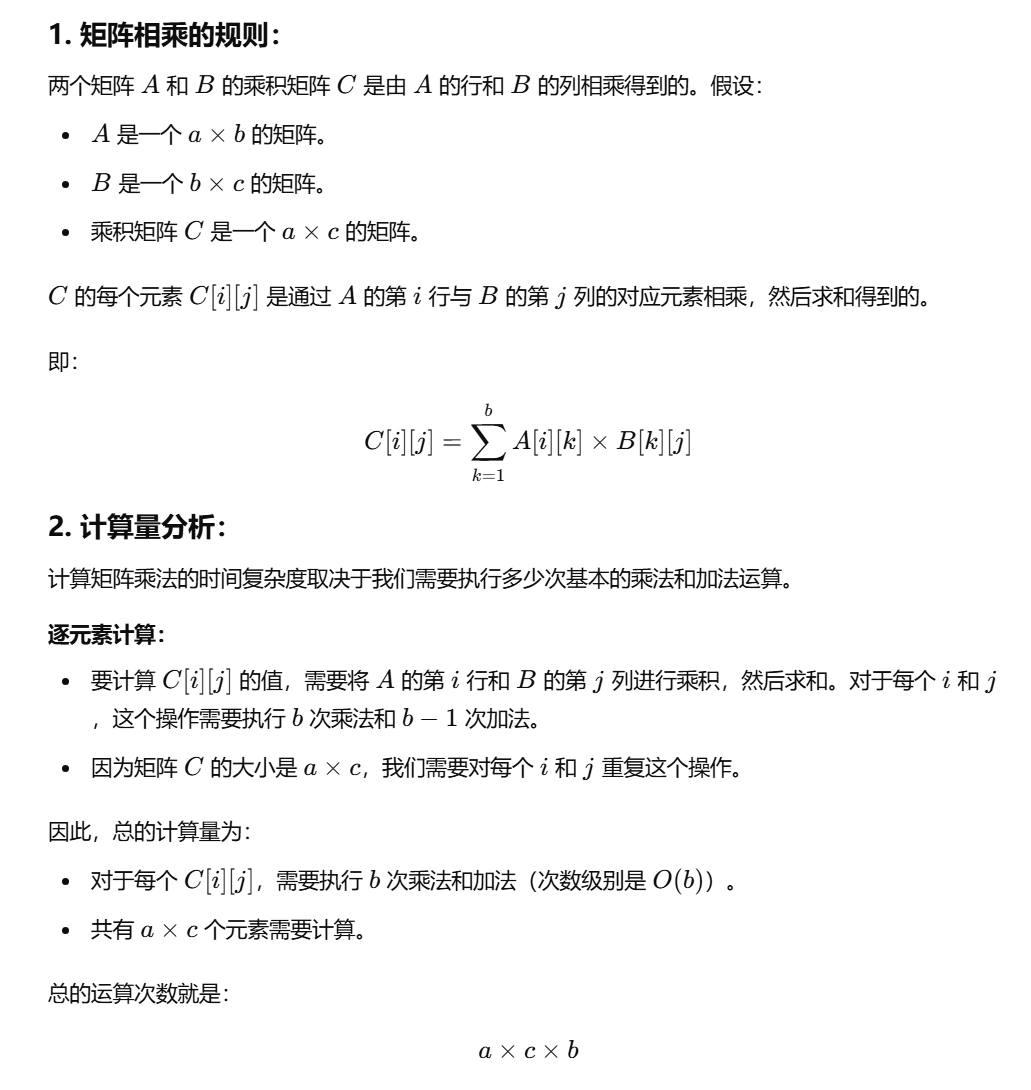 1. 矩阵相乘的规则：
两个矩阵 A 和 B 的乘积矩阵 C 是由 A 的行和 B 的列相乘得到的。假设：
• A 是一个 a × b 的矩阵。
• B 是一个 b × c 的矩阵。
• 乘积矩阵 C 是一个 a × c 的矩阵。
C 的每个元素 C[i][j] 是通过 A 的第 i 行与 B 的第 j 列的对应元素相乘，然后求和得到的。
即：
C[i][j] = ∑_{k=1}^{b} A[i][k] × B[k][j]
2. 计算量分析：
计算矩阵乘法的时间复杂度取决于我们需要执行多少次基本的乘法和加法运算。
逐元素计算：
• 要计算 C[i][j] 的值，需要将 A 的第 i 行和 B 的第 j 列进行乘积，然后求和。对于每个 i 和 j
，这个操作需要执行 b 次乘法和 b − 1 次加法。
• 因为矩阵 C 的大小是 a × c，我们需要对每个 i 和 j 重复这个操作。
因此，总的计算量为：
• 对于每个 C[i][j]，需要执行 b 次乘法和加法（次数级别是 O(b)）。
• 共有 a × c 个元素需要计算。
总的运算次数就是：
a × c × b